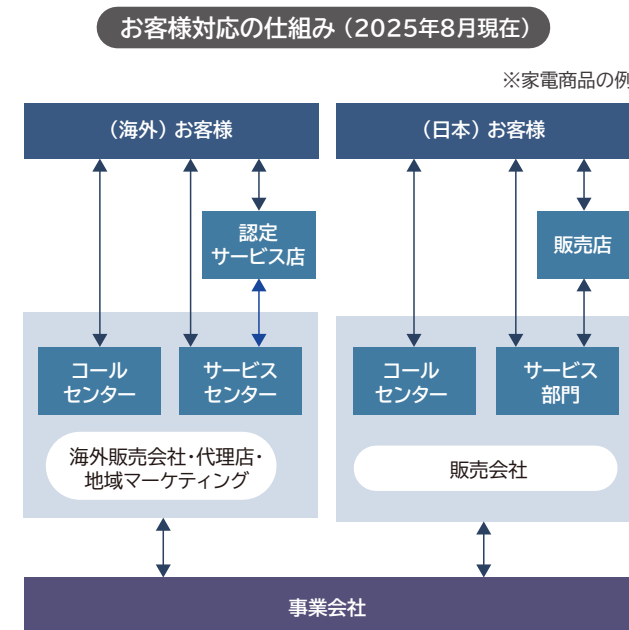 お客様対応の仕組み（2025年8月現在）
※家電商品の例
（海外）お客様
（日本）お客様
認定
サービス店
販売店
コール
センター
サービス
センター
コール
センター
サービス
部門
海外販売会社・代理店・
地域マーケティング
販売会社
事業会社